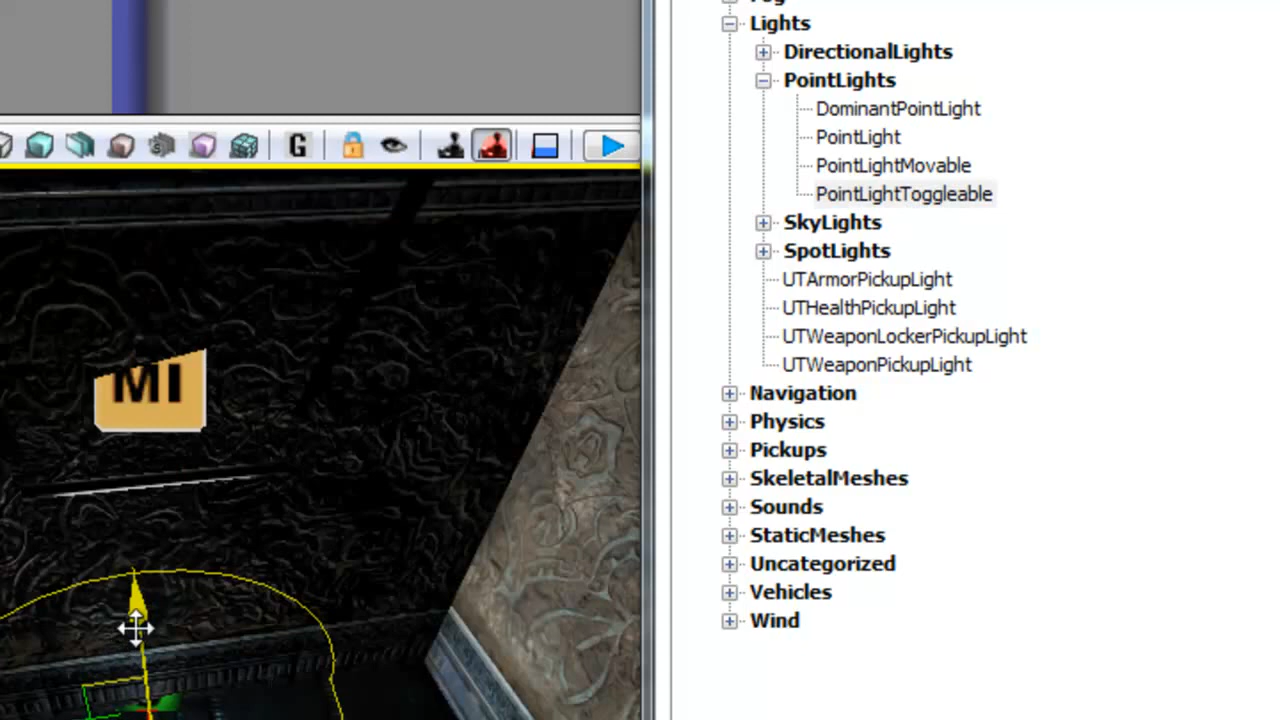 Lights
DirectionalLights
PointLights
DominantPointLight
G
PointLight
PointLightMovable
PointLightToggleable
SkyLights
SpotLights
UTArmorPickupLight
UTHealthPickupLight
UTWeaponLockerPickupLight
UTWeaponPickupLight
MI
Navigation
Physics
Pickups
SkeletalMeshes
Sounds
StaticMeshes
Uncategorized
Vehicles
Wind